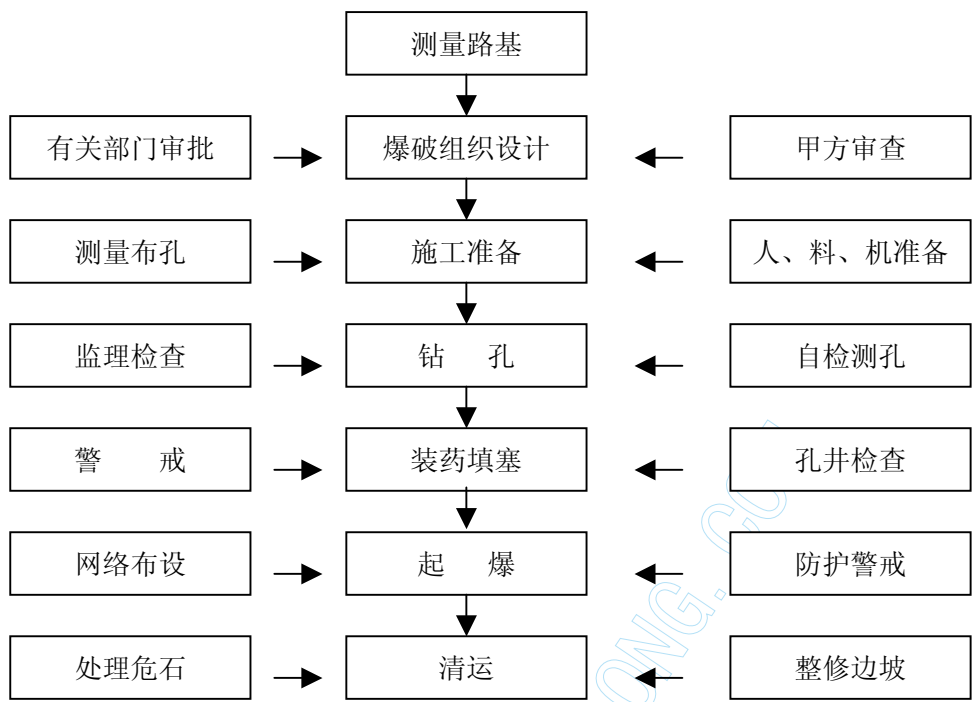 测量路基
有关部门审批 爆破组织设计 甲方审查
测量布孔 施工准备 人、料、机准备
监理检查 钻 孔 自检测孔
警 戒 装药填塞 孔井检查
网络布设 起 爆 防护警戒
处理危石 清运 整修边坡